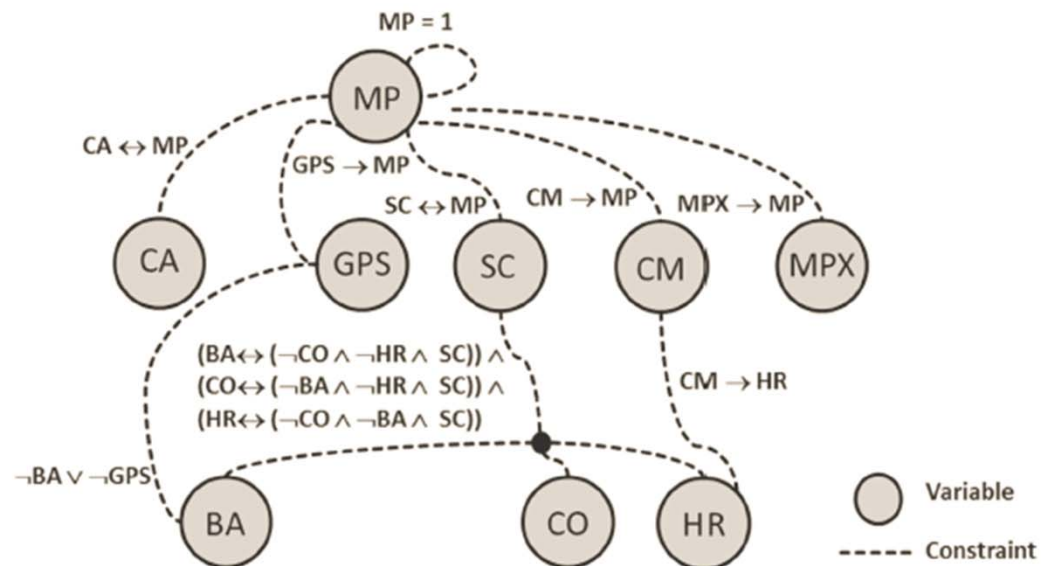 MP = 1
MP
CA ↔ MP
GPS → MP
SC ↔ MP
CM → MP
MPX → MP
CA
GPS
SC
CM
MPX
(BA↔ (¬CO ∧ ¬HR ∧ SC)) ∧
(CO↔ (¬BA ∧ ¬HR ∧ SC)) ∧
(HR↔ (¬CO ∧ ¬BA ∧ SC))
CM → HR
¬BA ∨ ¬GPS
BA
CO
HR
Variable
Constraint